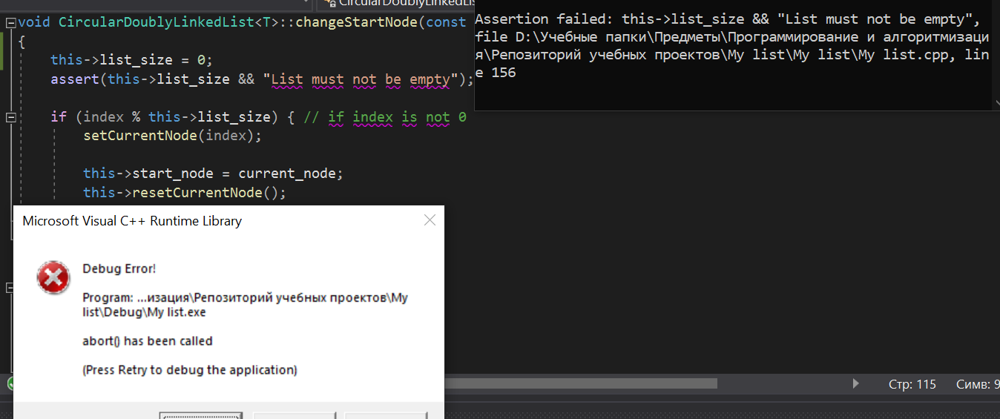 CircularDoublyLinkedLis
void CircularDoublyLinkedList<T>::changeStartNode(const
{
this->list_size = 0;
assert(this->list_size && "List must not be empty");
if (index % this->list_size) { // if index is not 0
setCurrentNode(index);
this->start_node = current_node;
this->resetCurrentNode();
Assertion failed: this->list_size && "List must not be empty",
file D:\Учебные папки\Предметы\Программирование и алгоритмизаци
я\Репозиторий учебных проектов\My list\My list\My list.cpp, lin
e 156
Microsoft Visual C++ Runtime Library
Debug Error!
Program: ...изация\Репозиторий учебных проектов\My
list\Debug\My list.exe
abort() has been called
(Press Retry to debug the application)
Стр: 115 Симв: 9